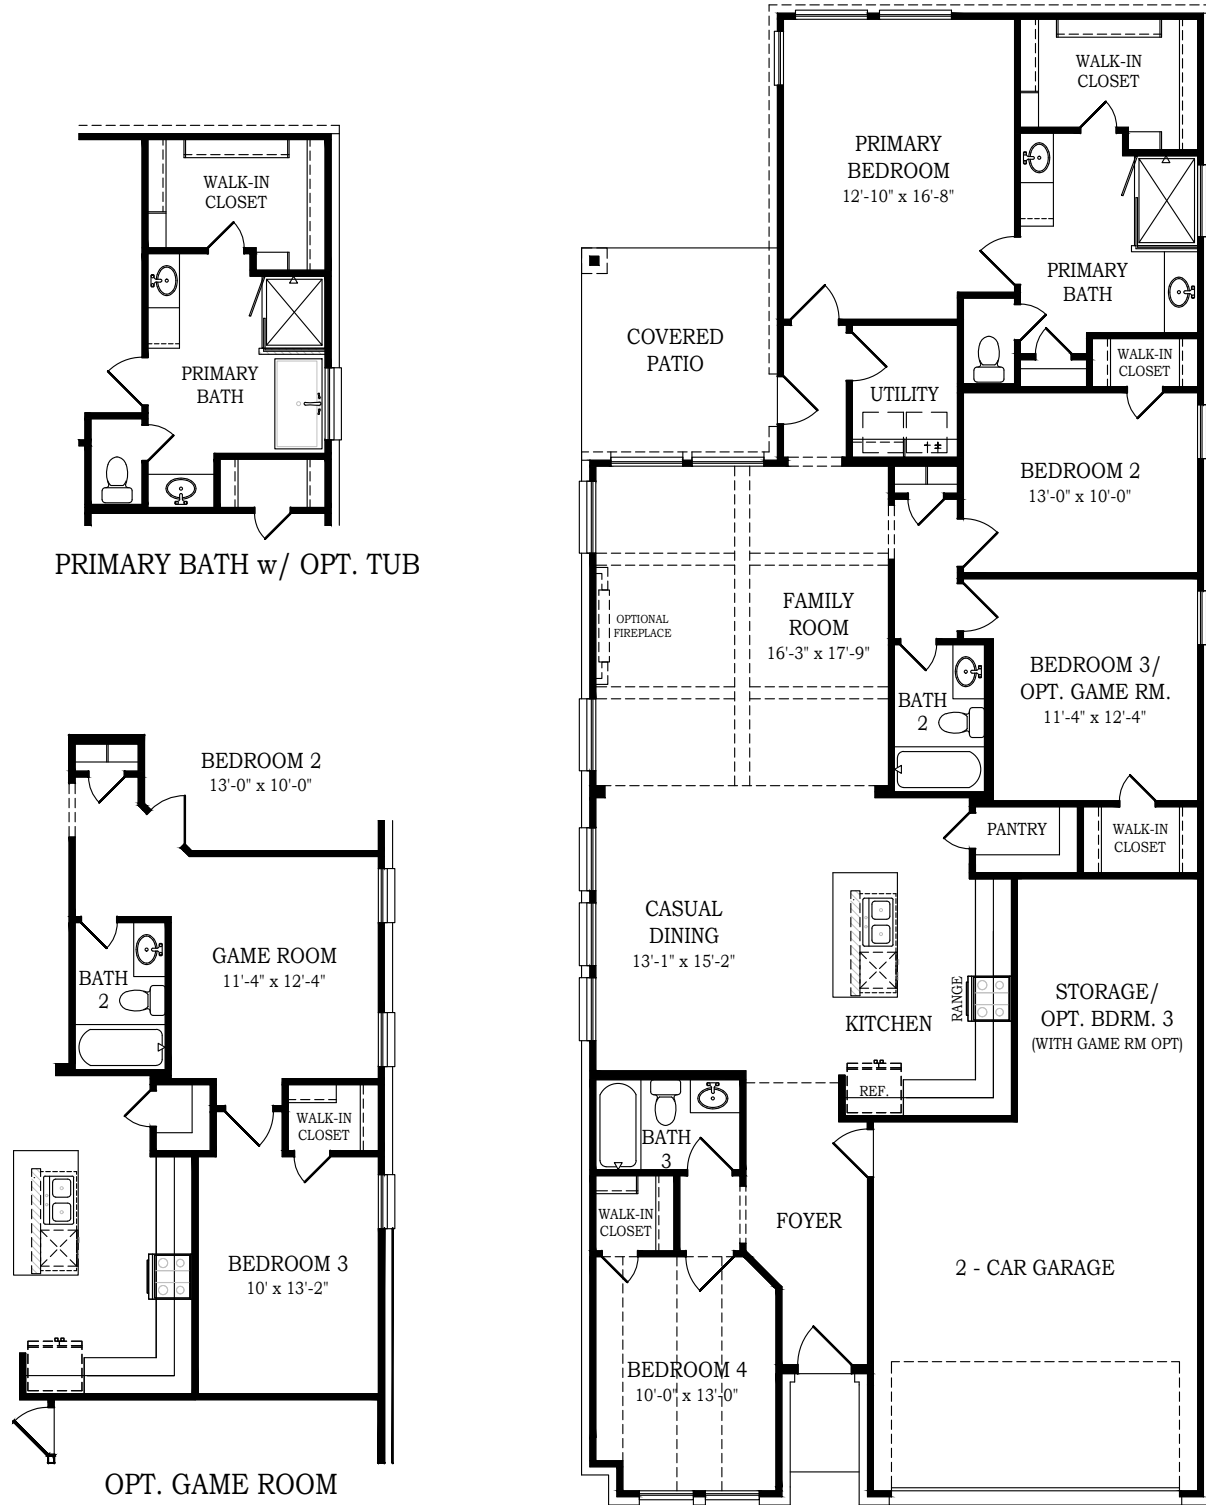 WALK-IN
CLOSET
PRIMARY
BATH
PRIMARY BATH w/ OPT. TUB
BEDROOM 2
13'-0" x 10'-0"
GAME ROOM
11'-4" x 12'-4"
BATH
2
WALK-IN
CLOSET
BEDROOM 3
10' x 13'-2"
OPT. GAME ROOM
WALK-IN
CLOSET
PRIMARY
BEDROOM
12'-10" x 16'-8"
PRIMARY
BATH
COVERED
PATIO
WALK-IN
CLOSET
UTILITY
BEDROOM 2
13'-0" x 10'-0"
FAMILY
ROOM
16'-3" x 17'-9"
OPTIONAL
FIREPLACE
BEDROOM 3/
OPT. GAME RM.
11'-4" x 12'-4"
BATH
2
PANTRY
WALK-IN
CLOSET
CASUAL
DINING
13'-1" x 15'-2"
KITCHEN
RANGE
REF.
STORAGE/
OPT. BDRM. 3
(WITH GAME RM OPT)
BATH
3
WALK-IN
CLOSET
FOYER
2 - CAR GARAGE
BEDROOM 4
10'-0" x 13'-0"